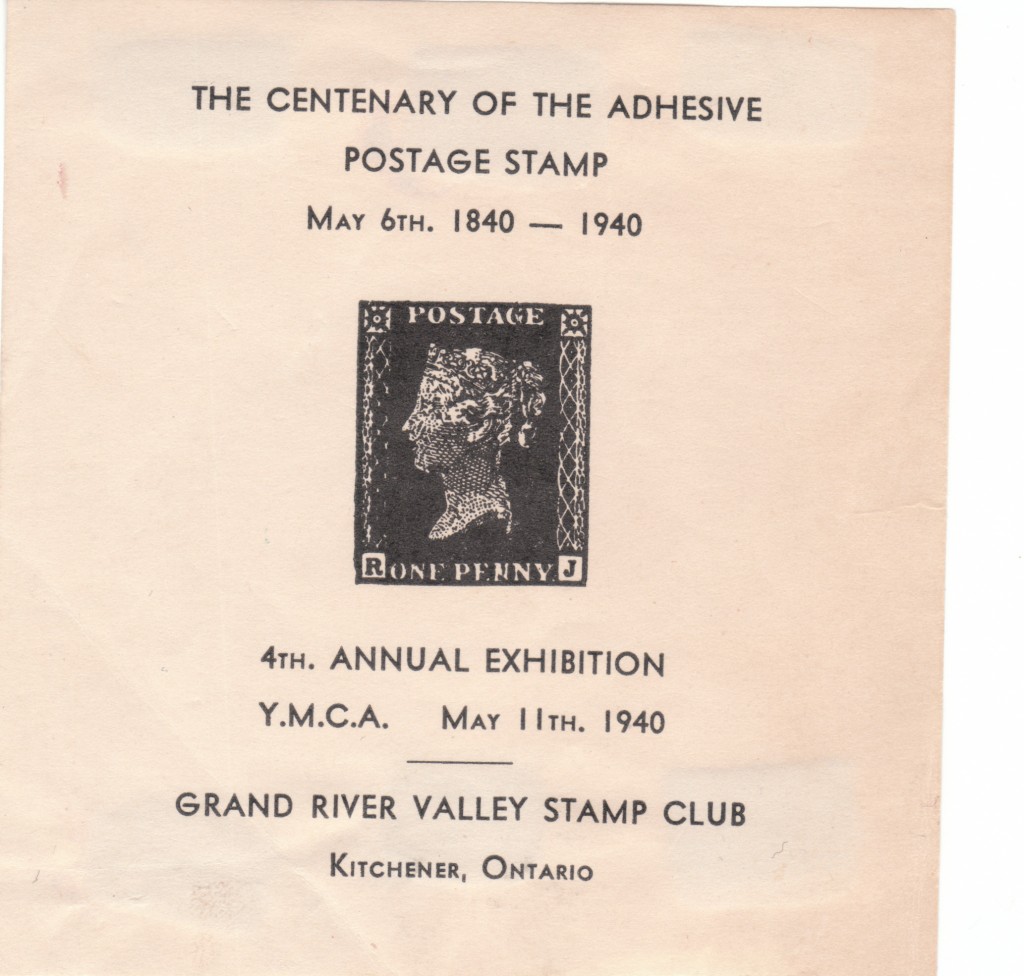 THE CENTENARY OF THE ADHESIVE
POSTAGE STAMP
MAY 6TH. 1840 — 1940
POSTAGE
R ONE PENNY J
4TH. ANNUAL EXHIBITION
Y.M.C.A. MAY 11TH. 1940
GRAND RIVER VALLEY STAMP CLUB
KITCHENER, ONTARIO